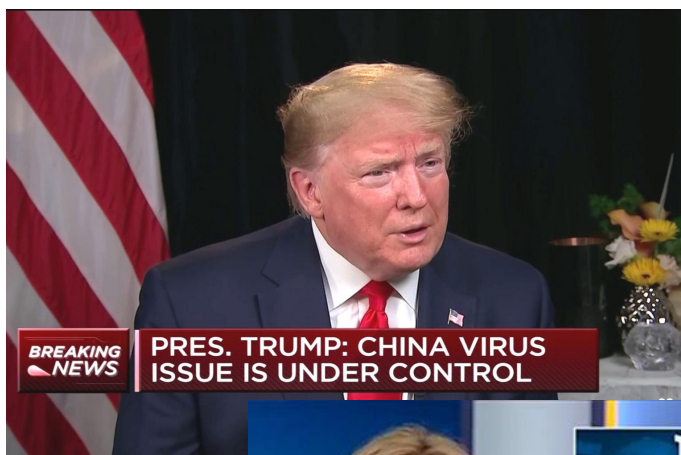 BREAKING
NEWS
PRES. TRUMP: CHINA VIRUS
ISSUE IS UNDER CONTROL